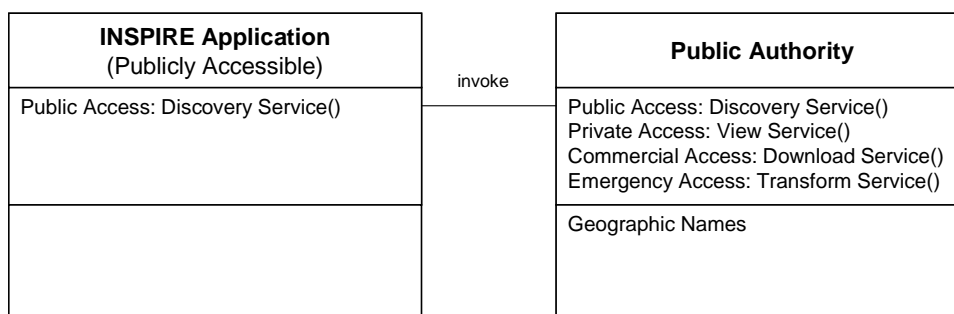 INSPIRE Application
(Publicly Accessible)
Public Access: Discovery Service()
invoke
Public Authority
Public Access: Discovery Service()
Private Access: View Service()
Commercial Access: Download Service()
Emergency Access: Transform Service()
Geographic Names